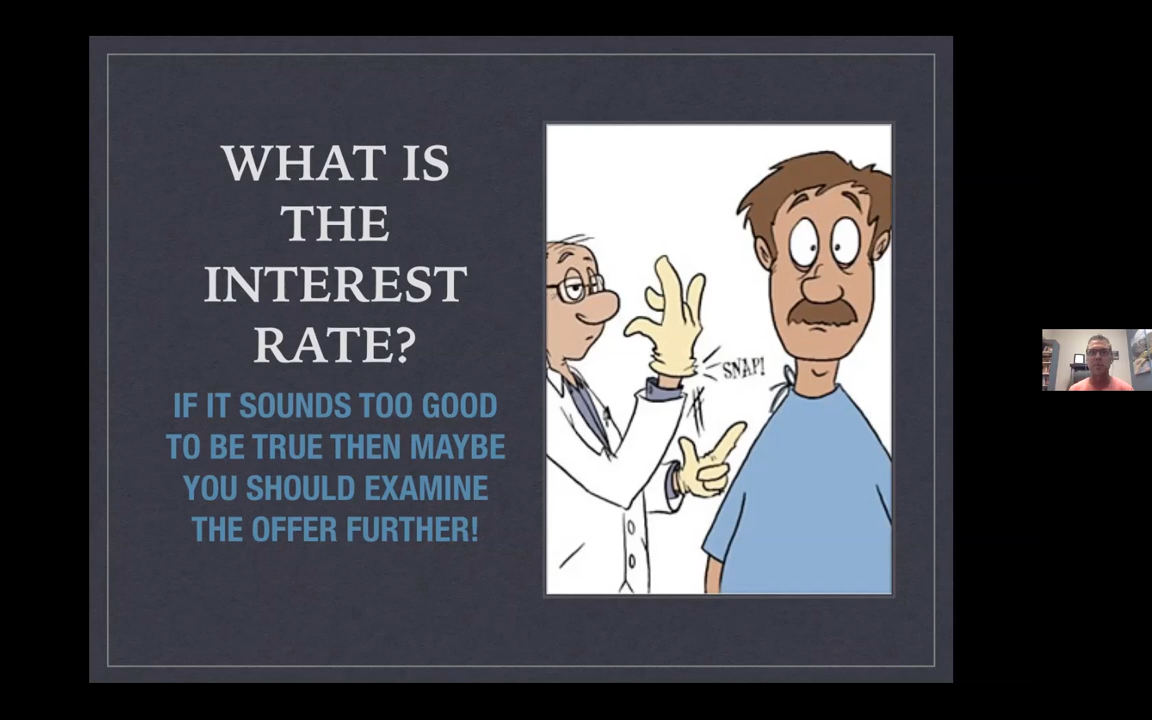 WHAT IS
THE
INTEREST
RATE?
IF IT SOUNDS TOO GOOD
TO BE TRUE THEN MAYBE
YOU SHOULD EXAMINE
THE OFFER FURTHER!
SNAP!